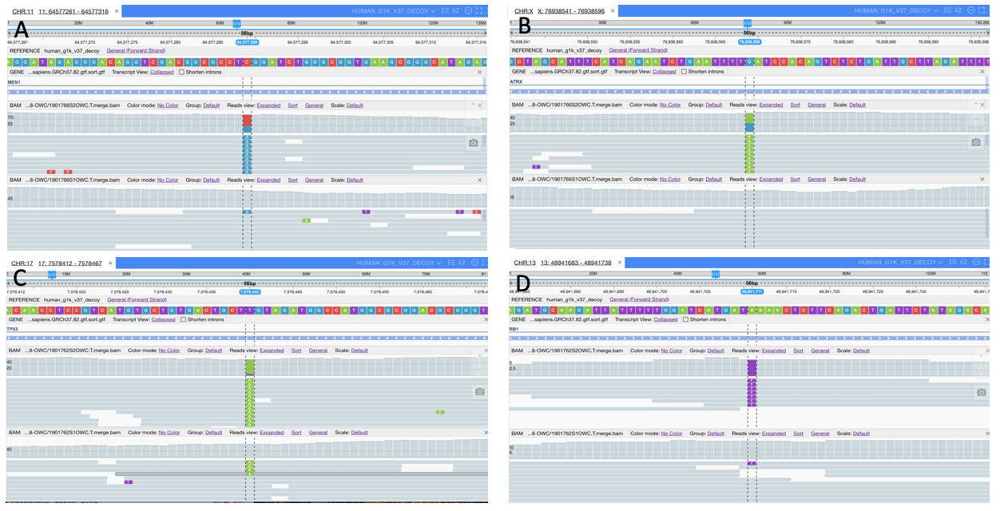 A
CHR:11 11: 64577261 - 64577316 × HUMAN_G1K_V37_DECOY
20M 60M 80M 100M 120M 135M
56bp
64,577,261 64,577,270 64,577,275 64,577,280 64,577,285 64,577,289 64,577,295 64,577,300 64,577,305 64,577,310 64,577,316
REFERENCE human_g1k_v37_decoy General (Forward Strand)
GENE ...sapiens.GRCh37.82.gtf.sort.gtf Transcript View: Collapsed Shorten introns
MEN1
BAM ...8-OWC/1901766S2OWC.T.merge.bam Color mode: No Color Group: Default Reads view: Expanded Sort General Scale: Default
110
55
BAM ...8-OWC/1901766S1OWC.T.merge.bam Color mode: No Color Group: Default Reads view: Expanded Sort General Scale: Default
45
B
CHR:X X: 76938541 - 76938596 × HUMAN_G1K_V37_DECOY
30M 60M 90M 120M 155.2M
56bp
76,938,541 76,938,550 76,938,555 76,938,560 76,938,565 76,938,569 76,938,575 76,938,580 76,938,585 76,938,590 76,938,596
REFERENCE human_g1k_v37_decoy General (Forward Strand)
GENE ...sapiens.GRCh37.82.gtf.sort.gtf Transcript View: Collapsed Shorten introns
ATRX
BAM ...8-OWC/1901766S2OWC.T.merge.bam Color mode: No Color Group: Default Reads view: Expanded Sort General Scale: Default
40
20
BAM ...8-OWC/1901766S1OWC.T.merge.bam Color mode: No Color Group: Default Reads view: Expanded Sort General Scale: Default
15
C
CHR:17 17: 7578412 - 7578467 × HUMAN_G1K_V37_DECOY
10M 20M 30M 40M 50M 60M 70M 81
56bp
7,578,412 7,578,420 7,578,425 7,578,430 7,578,435 7,578,440 7,578,445 7,578,450 7,578,455 7,578,460
REFERENCE human_g1k_v37_decoy General (Forward Strand)
GENE ...sapiens.GRCh37.82.gtf.sort.gtf Transcript View: Collapsed Shorten introns
TP53
BAM ...8-OWC/1901762S2OWC.T.merge.bam Color mode: No Color Group: Default Reads view: Expanded Sort General Scale: Default
40
20
BAM ...8-OWC/1901762S1OWC.T.merge.bam Color mode: No Color Group: Default Reads view: Expanded Sort General Scale: Default
40
D
CHR:13 13: 48941683 - 48941738 × HUMAN_G1K_V37_DECOY
20M 60M 80M 100M 115
56bp
48,941,690 48,941,695 48,941,700 48,941,705 48,941,711 48,941,715 48,941,720 48,941,725 48,941,730
REFERENCE human_g1k_v37_decoy General (Forward Strand)
GENE ...sapiens.GRCh37.82.gtf.sort.gtf Transcript View: Collapsed Shorten introns
RB1
BAM ...8-OWC/1901762S2OWC.T.merge.bam Color mode: No Color Group: Default Reads view: Expanded Sort General Scale: Default
5
2.5
BAM ...8-OWC/1901762S1OWC.T.merge.bam Color mode: No Color Group: Default Reads view: Expanded Sort General Scale: Default
10
5